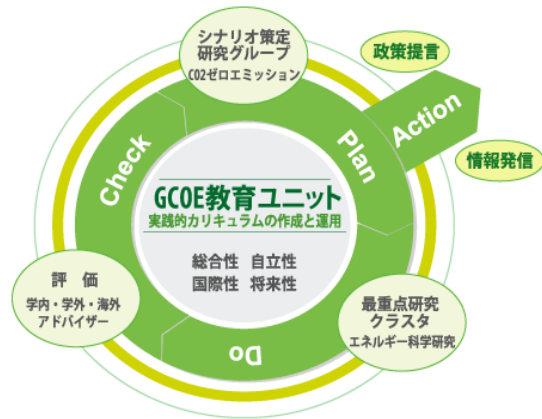 シナリオ策定
研究グループ
CO2ゼロエミッション
政策提言
Action
情報発信
Plan
Check
GCOE教育ユニット
実践的カリキュラムの作成と運用
総合性 自立性
国際性 将来性
評 価
学内・学外・海外
アドバイザー
最重点研究
クラスタ
エネルギー科学研究
Do